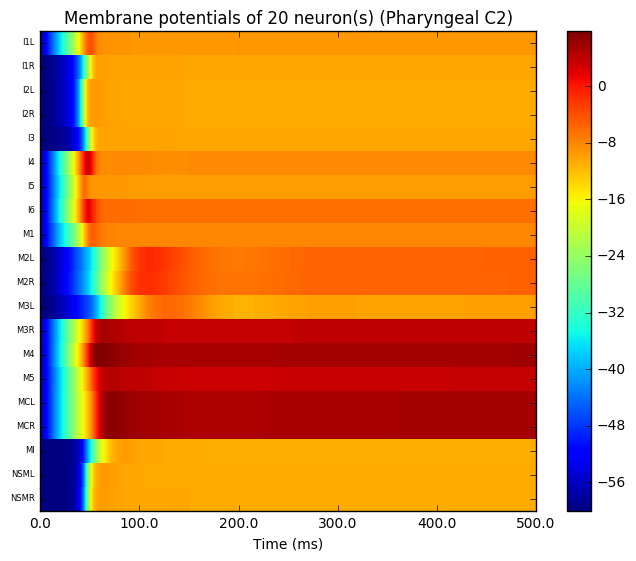 Membrane potentials of 20 neuron(s) (Pharyngeal C2)
I1L
I1R
I2L
I2R
I3
I4
I5
I6
M1
M2L
M2R
M3L
M3R
M4
M5
MCL
MCR
MI
NSML
NSMR
0.0 100.0 200.0 300.0 400.0 500.0
Time (ms)
0
−8
−16
−24
−32
−40
−48
−56